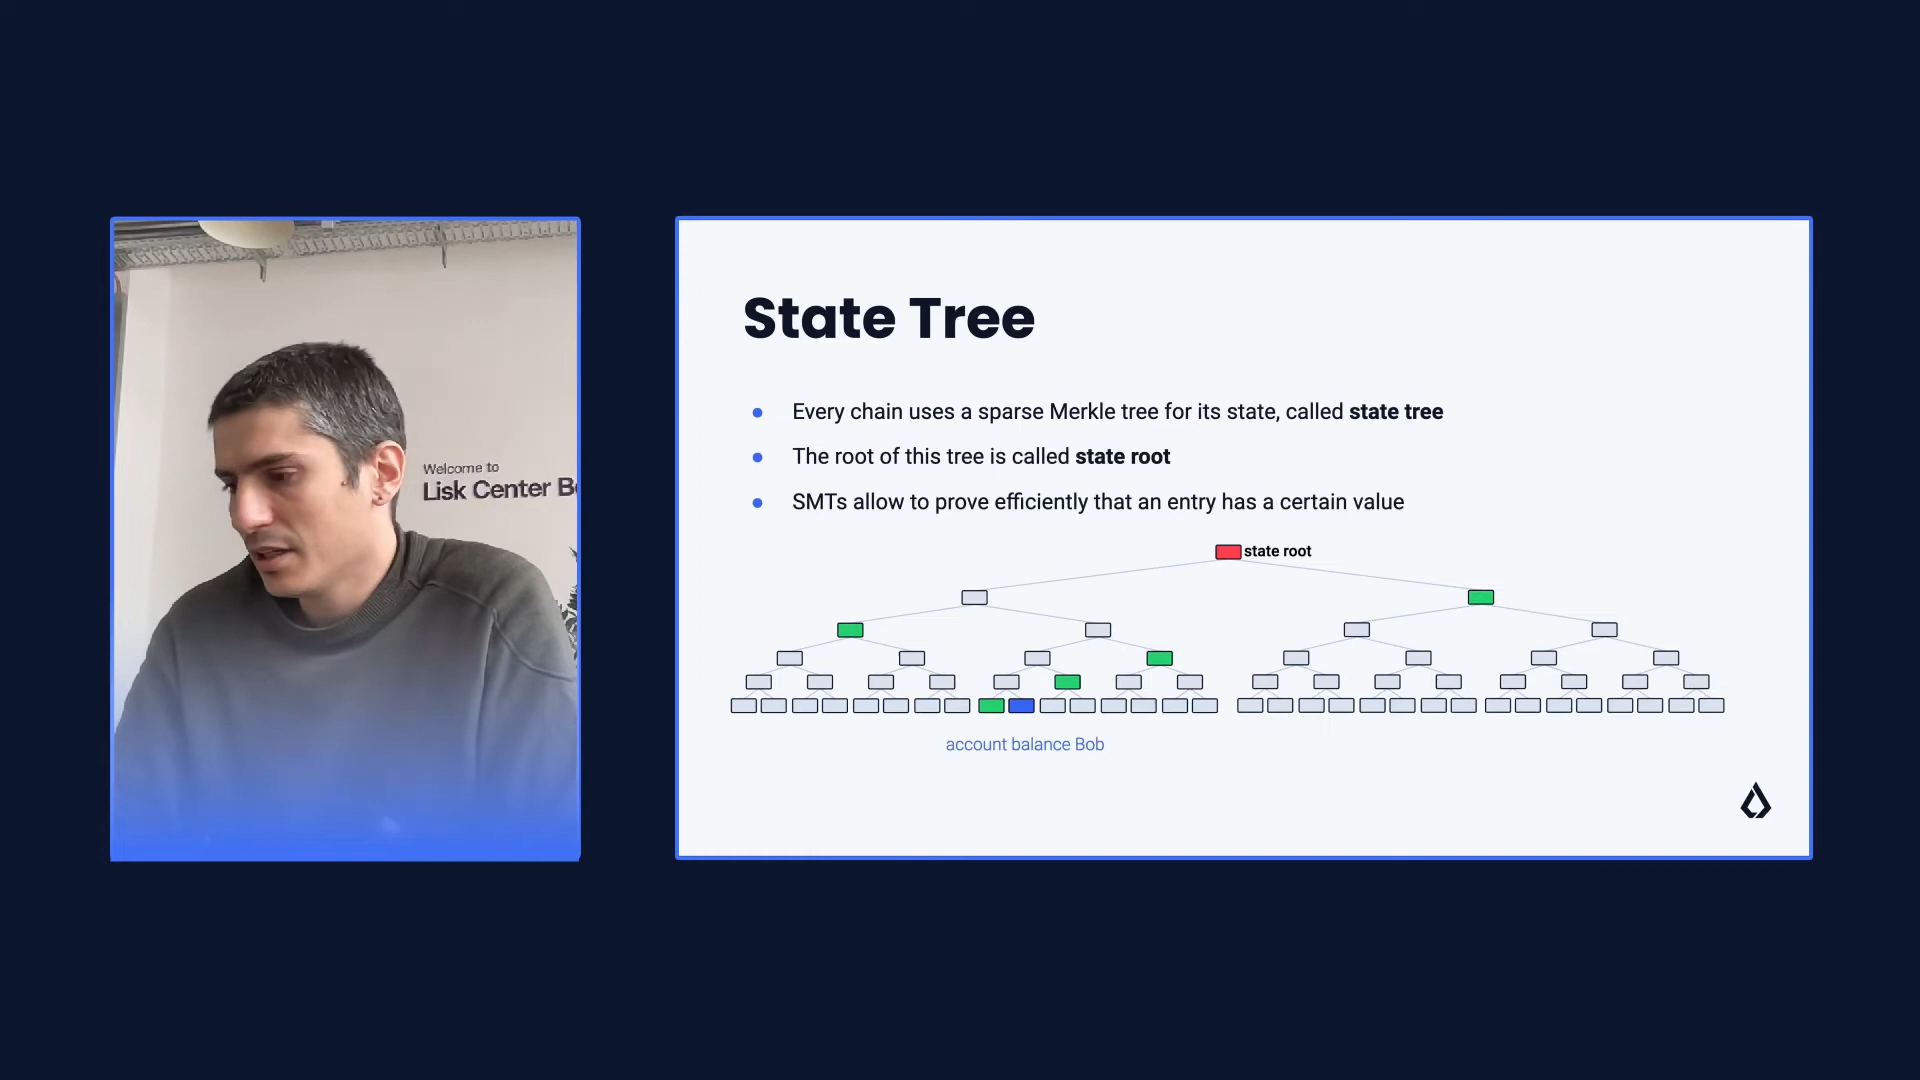 Welcome to
Lisk Center
State Tree
Every chain uses a sparse Merkle tree for its state, called state tree
The root of this tree is called state root
SMTs allow to prove efficiently that an entry has a certain value
state root
account balance Bob